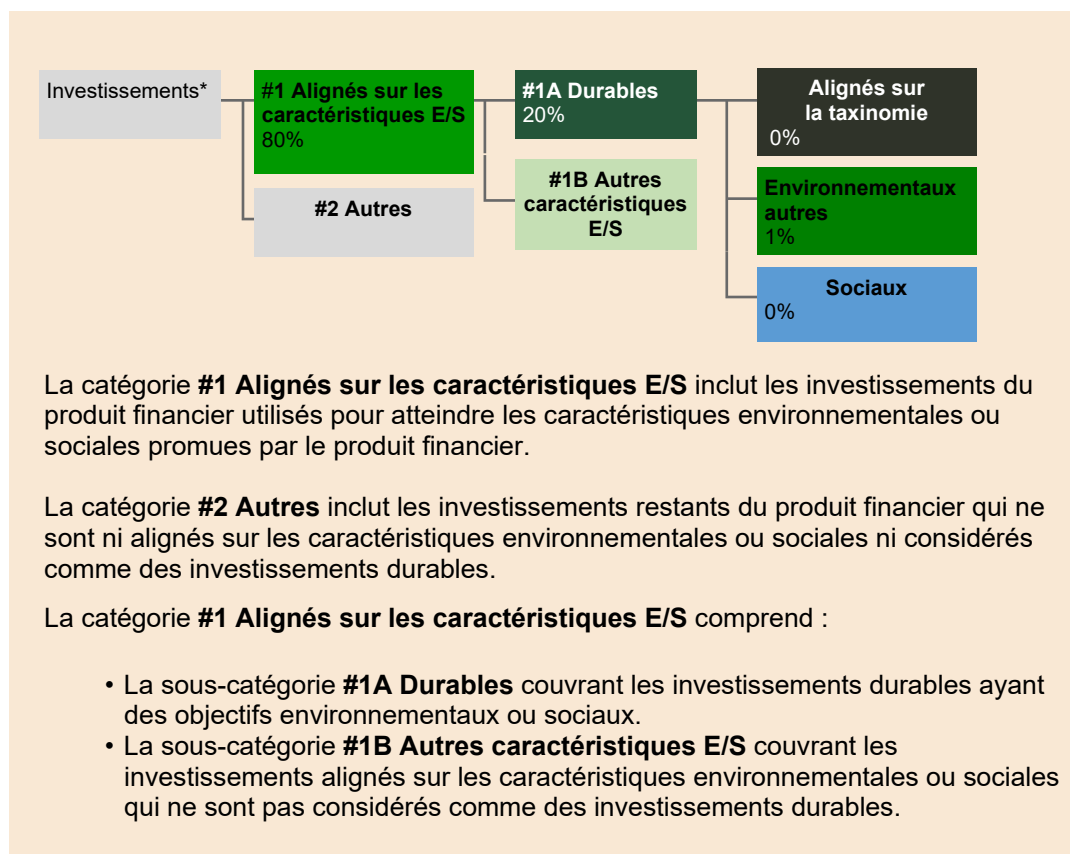 Investissements*
#1 Alignés sur les
caractéristiques E/S
80%
#2 Autres
#1A Durables
20%
#1B Autres
caractéristiques
E/S
Alignés sur
la taxinomie
0%
Environnementaux
autres
1%
Sociaux
0%
La catégorie #1 Alignés sur les caractéristiques E/S inclut les investissements du
produit financier utilisés pour atteindre les caractéristiques environnementales ou
sociales promues par le produit financier.
La catégorie #2 Autres inclut les investissements restants du produit financier qui ne
sont ni alignés sur les caractéristiques environnementales ou sociales ni considérés
comme des investissements durables.
La catégorie #1 Alignés sur les caractéristiques E/S comprend :
• La sous-catégorie #1A Durables couvrant les investissements durables ayant
des objectifs environnementaux ou sociaux.
• La sous-catégorie #1B Autres caractéristiques E/S couvrant les
investissements alignés sur les caractéristiques environnementales ou sociales
qui ne sont pas considérés comme des investissements durables.